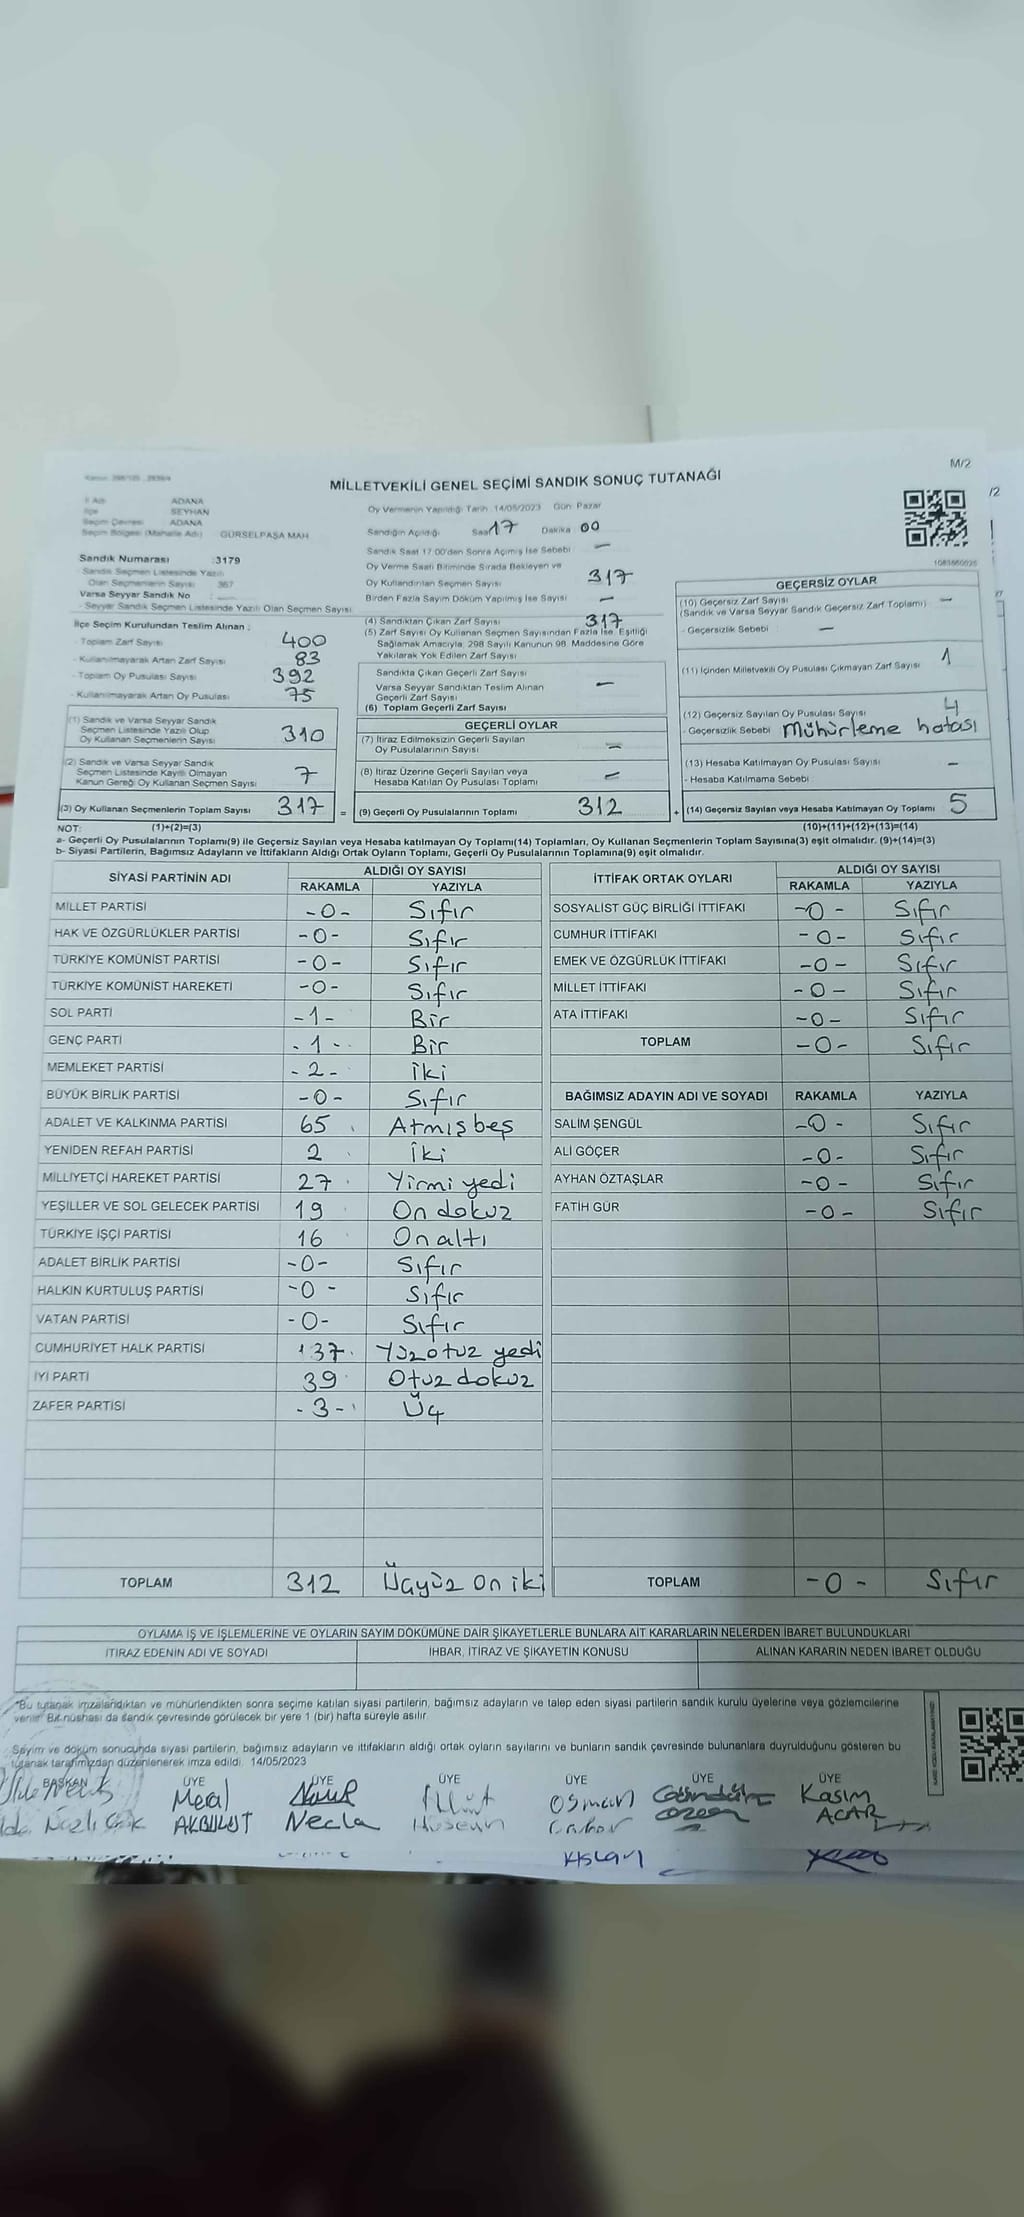 M/2
MİLLETVEKİLİ GENEL SEÇİMİ SANDIK SONUÇ TUTANAĞI
/2
İl Adı ADANA
İlçe SEYHAN
Seçim Çevresi ADANA
Seçim Bölgesi (Mahalle Adı) GÜRSELPAŞA MAH
Sandık Numarası :3179
Sandık Seçmen Listesinde Yazılı
Olan Seçmenlerin Sayısı 367
Varsa Seyyar Sandık No
- Seyyar Sandık Seçmen Listesinde Yazılı Olan Seçmen Sayısı:
İlçe Seçim Kurulundan Teslim Alınan :
- Toplam Zarf Sayısı 400
- Kullanılmayarak Artan Zarf Sayısı 83
- Toplam Oy Pusulası Sayısı 392
- Kullanılmayarak Artan Oy Pusulası 75
(1) Sandık ve Varsa Seyyar Sandık
Seçmen Listesinde Yazılı Olup
Oy Kullanan Seçmenlerin Sayısı 310
(2) Sandık ve Varsa Seyyar Sandık
Seçmen Listesinde Kayıtlı Olmayan
Kanun Gereği Oy Kullanan Seçmen Sayısı 7
(3) Oy Kullanan Seçmenlerin Toplam Sayısı 317 =
(1)+(2)=(3)
Oy Vermenin Yapıldığı Tarih :14/05/2023 Gün: Pazar
Sandığın Açıldığı Saat 17 Dakika 00
Sandık Saat 17:00'den Sonra Açımış İse Sebebi —
Oy Verme Saati Bitiminde Sırada Bekleyen ve
Oy Kullandırılan Seçmen Sayısı 317
Birden Fazla Sayım Döküm Yapılmış İse Sayısı —
(4) Sandıktan Çıkan Zarf Sayısı 317
(5) Zarf Sayısı Oy Kullanan Seçmen Sayısından Fazla İse, Eşitliği
Sağlamak Amacıyla; 298 Sayılı Kanunun 98. Maddesine Göre
Yakılarak Yok Edilen Zarf Sayısı
Sandıkta Çıkan Geçerli Zarf Sayısı
Varsa Seyyar Sandıktan Teslim Alınan —
Geçerli Zarf Sayısı
(6) Toplam Geçerli Zarf Sayısı
GEÇERLİ OYLAR
(7) İtiraz Edilmeksizin Geçerli Sayılan
Oy Pusulalarının Sayısı —
(8) İtiraz Üzerine Geçerli Sayılan veya
Hesaba Katılan Oy Pusulası Toplamı —
(9) Geçerli Oy Pusulalarının Toplamı 312 +
1083860025
GEÇERSİZ OYLAR
(10) Geçersiz Zarf Sayısı
(Sandık ve Varsa Seyyar Sandık Geçersiz Zarf Toplamı) —
- Geçersizlik Sebebi —
(11) İçinden Milletvekili Oy Pusulası Çıkmayan Zarf Sayısı 1
(12) Geçersiz Sayılan Oy Pusulası Sayısı 4
- Geçersizlik Sebebi Mühürleme hatası
(13) Hesaba Katılmayan Oy Pusulası Sayısı —
- Hesaba Katılmama Sebebi
(14) Geçersiz Sayılan veya Hesaba Katılmayan Oy Toplamı 5
(10)+(11)+(12)+(13)=(14)
NOT:
a- Geçerli Oy Pusulalarının Toplamı(9) ile Geçersiz Sayılan veya Hesaba katılmayan Oy Toplamı(14) Toplamları, Oy Kullanan Seçmenlerin Toplam Sayısına(3) eşit olmalıdır. (9)+(14)=(3)
b- Siyasi Partilerin, Bağımsız Adayların ve İttifakların Aldığı Ortak Oyların Toplamı, Geçerli Oy Pusulalarının Toplamına(9) eşit olmalıdır.
SİYASİ PARTİNİN ADI ALDIĞI OY SAYISI
RAKAMLA YAZIYLA
MİLLET PARTİSİ -0- Sıfır
HAK VE ÖZGÜRLÜKLER PARTİSİ -0- Sıfır
TÜRKİYE KOMÜNİST PARTİSİ -0- Sıfır
TÜRKİYE KOMÜNİST HAREKETİ -0- Sıfır
SOL PARTİ -1- Bir
GENÇ PARTİ -1- Bir
MEMLEKET PARTİSİ -2- İki
BÜYÜK BİRLİK PARTİSİ -0- Sıfır
ADALET VE KALKINMA PARTİSİ 65 Atmışbeş
YENİDEN REFAH PARTİSİ 2 İki
MİLLİYETÇİ HAREKET PARTİSİ 27 Yirmi yedi
YEŞİLLER VE SOL GELECEK PARTİSİ 19 On dokuz
TÜRKİYE İŞÇİ PARTİSİ 16 On altı
ADALET BİRLİK PARTİSİ -0- Sıfır
HALKIN KURTULUŞ PARTİSİ -0- Sıfır
VATAN PARTİSİ -0- Sıfır
CUMHURİYET HALK PARTİSİ 137 Yüzotuz yedi
İYİ PARTİ 39 Otuz dokuz
ZAFER PARTİSİ -3- Üç
TOPLAM 312 Üçyüz On iki
İTTİFAK ORTAK OYLARI ALDIĞI OY SAYISI
RAKAMLA YAZIYLA
SOSYALİST GÜÇ BİRLİĞİ İTTİFAKI -0- Sıfır
CUMHUR İTTİFAKI -0- Sıfır
EMEK VE ÖZGÜRLÜK İTTİFAKI -0- Sıfır
MİLLET İTTİFAKI -0- Sıfır
ATA İTTİFAKI -0- Sıfır
TOPLAM -0- Sıfır
BAĞIMSIZ ADAYIN ADI VE SOYADI RAKAMLA YAZIYLA
SALİM ŞENGÜL -0- Sıfır
ALİ GÖÇER -0- Sıfır
AYHAN ÖZTAŞLAR -0- Sıfır
FATİH GÜR -0- Sıfır
TOPLAM -0- Sıfır
OYLAMA İŞ VE İŞLEMLERİNE VE OYLARIN SAYIM DÖKÜMÜNE DAİR ŞİKAYETLERLE BUNLARA AİT KARARLARIN NELERDEN İBARET BULUNDUKLARI
İTİRAZ EDENİN ADI VE SOYADI İHBAR, İTİRAZ VE ŞİKAYETİN KONUSU ALINAN KARARIN NEDEN İBARET OLDUĞU
*Bu tutanak imzalandıktan ve mühürlendikten sonra seçime katılan siyasi partilerin, bağımsız adayların ve talep eden siyasi partilerin sandık kurulu üyelerine veya gözlemcilerine
verilir. Bir nüshası da sandık çevresinde görülecek bir yere 1 (bir) hafta süreyle asılır.
Sayım ve döküm sonucunda siyasi partilerin, bağımsız adayların ve ittifakların aldığı ortak oyların sayılarını ve bunların sandık çevresinde bulunanlara duyrulduğunu gösteren bu
tutanak tarafımızdan düzenlenerek imza edildi. 14/05/2023
BAŞKAN ÜYE ÜYE ÜYE ÜYE ÜYE ÜYE
Meral Osman Kasım
AKBULUT Necla Hüseyin ACAR